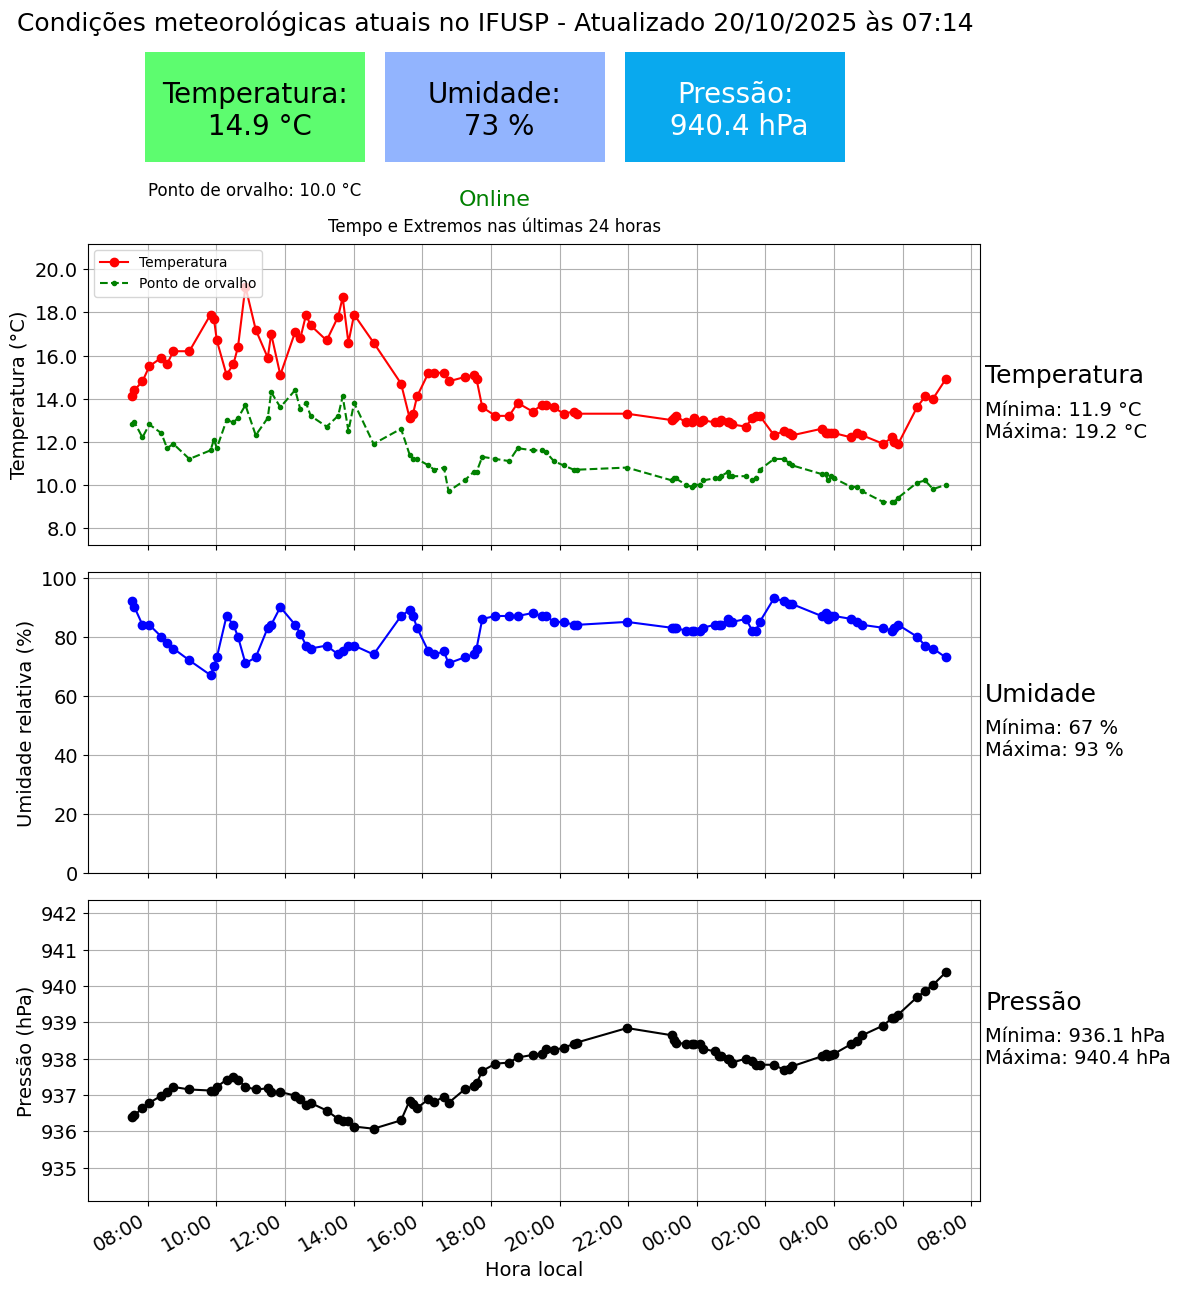 Condições meteorológicas atuais no IFUSP - Atualizado 20/10/2025 às 07:14
Temperatura:
14.9 °C
Umidade:
73 %
Pressão:
940.4 hPa
Ponto de orvalho: 10.0 °C
Online
Tempo e Extremos nas últimas 24 horas
Temperatura
Ponto de orvalho
Temperatura (°C)
20.0
18.0
16.0
14.0
12.0
10.0
8.0
Temperatura
Mínima: 11.9 °C
Máxima: 19.2 °C
Umidade relativa (%)
100
80
60
40
20
0
Umidade
Mínima: 67 %
Máxima: 93 %
Pressão (hPa)
942
941
940
939
938
937
936
935
Pressão
Mínima: 936.1 hPa
Máxima: 940.4 hPa
08:00
10:00
12:00
14:00
16:00
18:00
20:00
22:00
00:00
02:00
04:00
06:00
08:00
Hora local